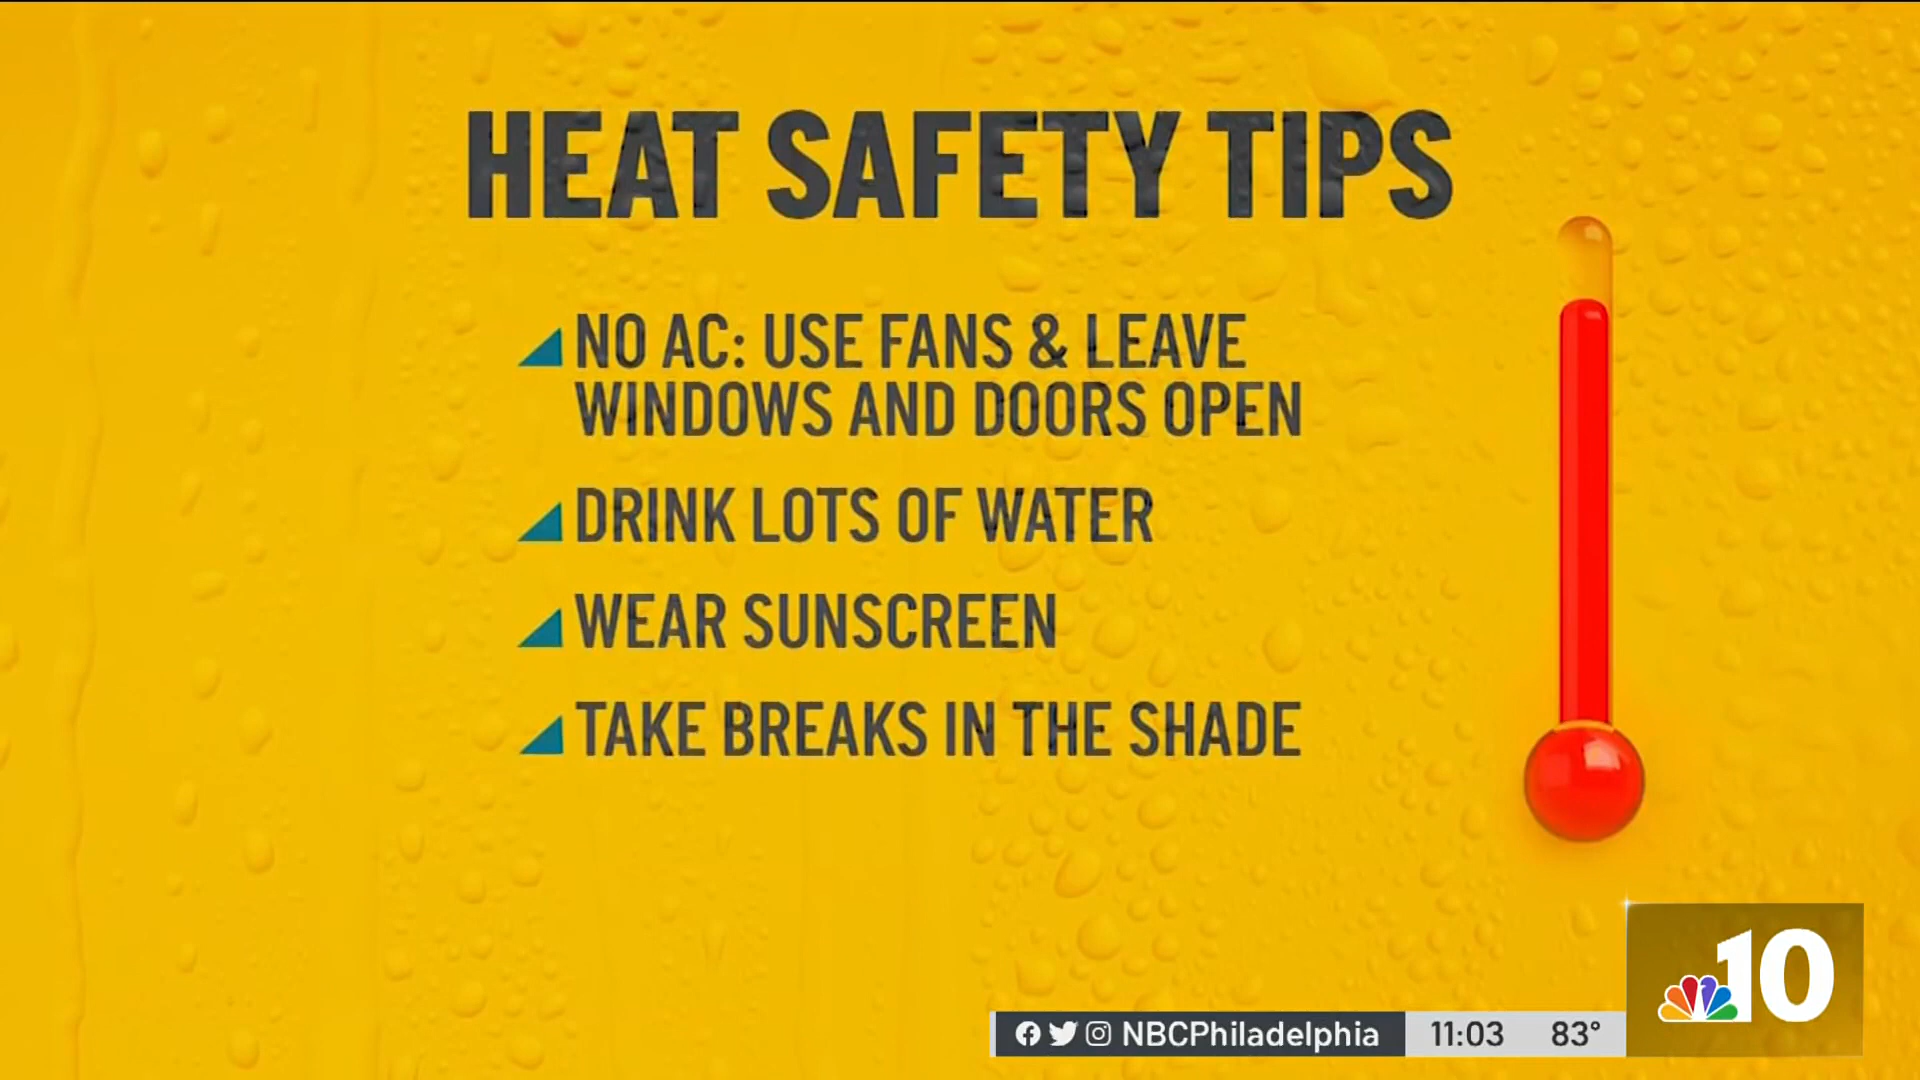 HEAT SAFETY TIPS
NO AC: USE FANS & LEAVE
WINDOWS AND DOORS OPEN
DRINK LOTS OF WATER
WEAR SUNSCREEN
TAKE BREAKS IN THE SHADE
10
NBCPhiladelphia 11:03 83°